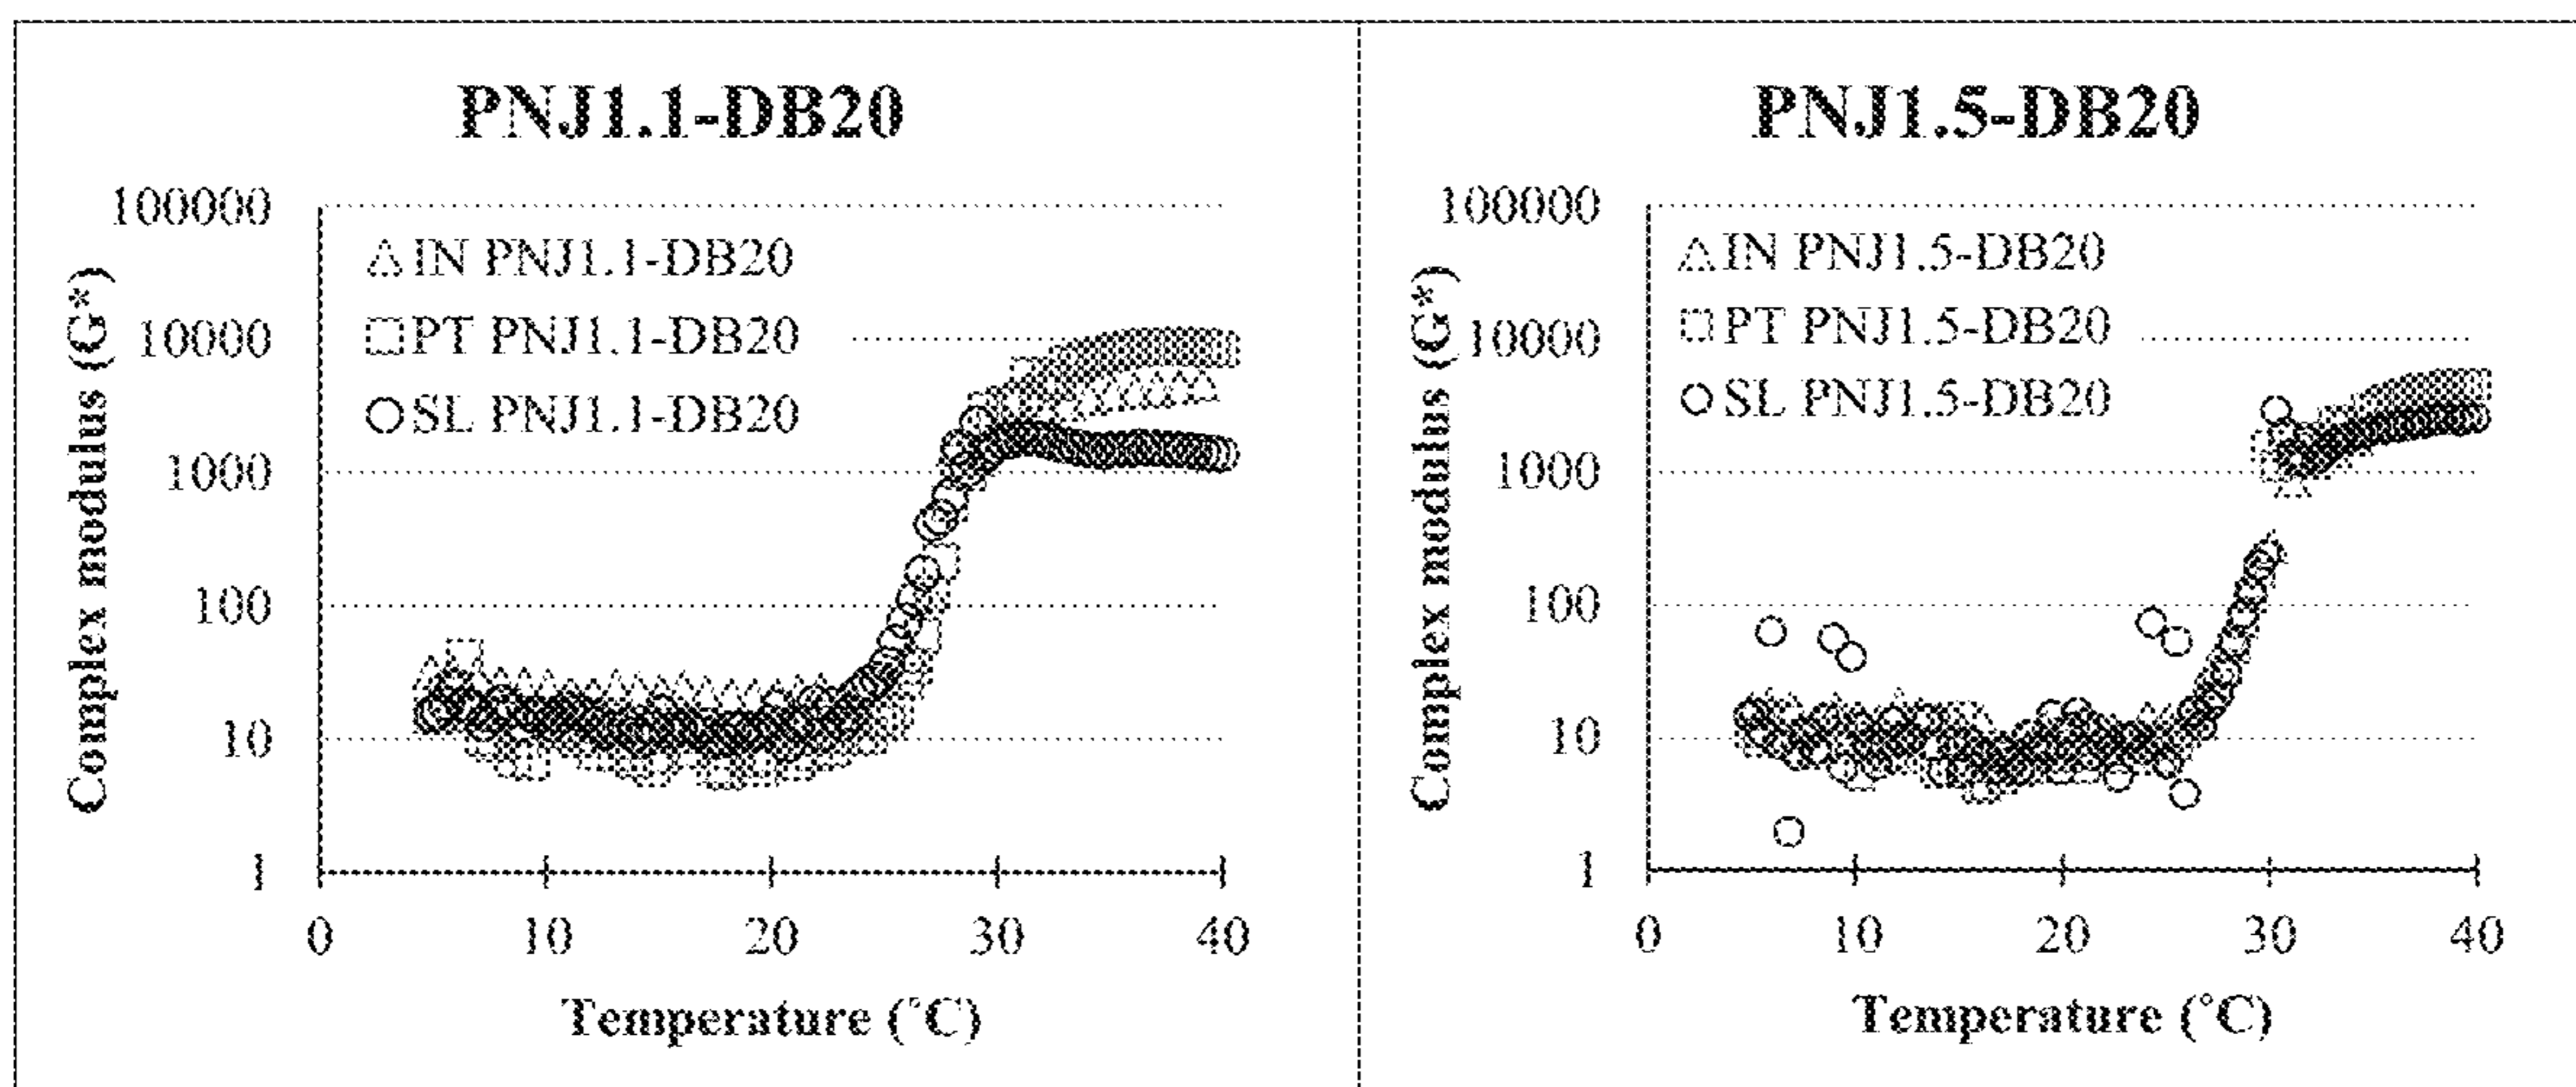 PNJ1.1-DB20
100000
10000
1000
100
10
1
Complex modulus (G*)
IN PNJ1.1-DB20
PT PNJ1.1-DB20
SL PNJ1.1-DB20
0 10 20 30 40
Temperature (°C)
PNJ1.5-DB20
100000
10000
1000
100
10
1
Complex modulus (G*)
IN PNJ1.5-DB20
PT PNJ1.5-DB20
SL PNJ1.5-DB20
0 10 20 30 40
Temperature (°C)